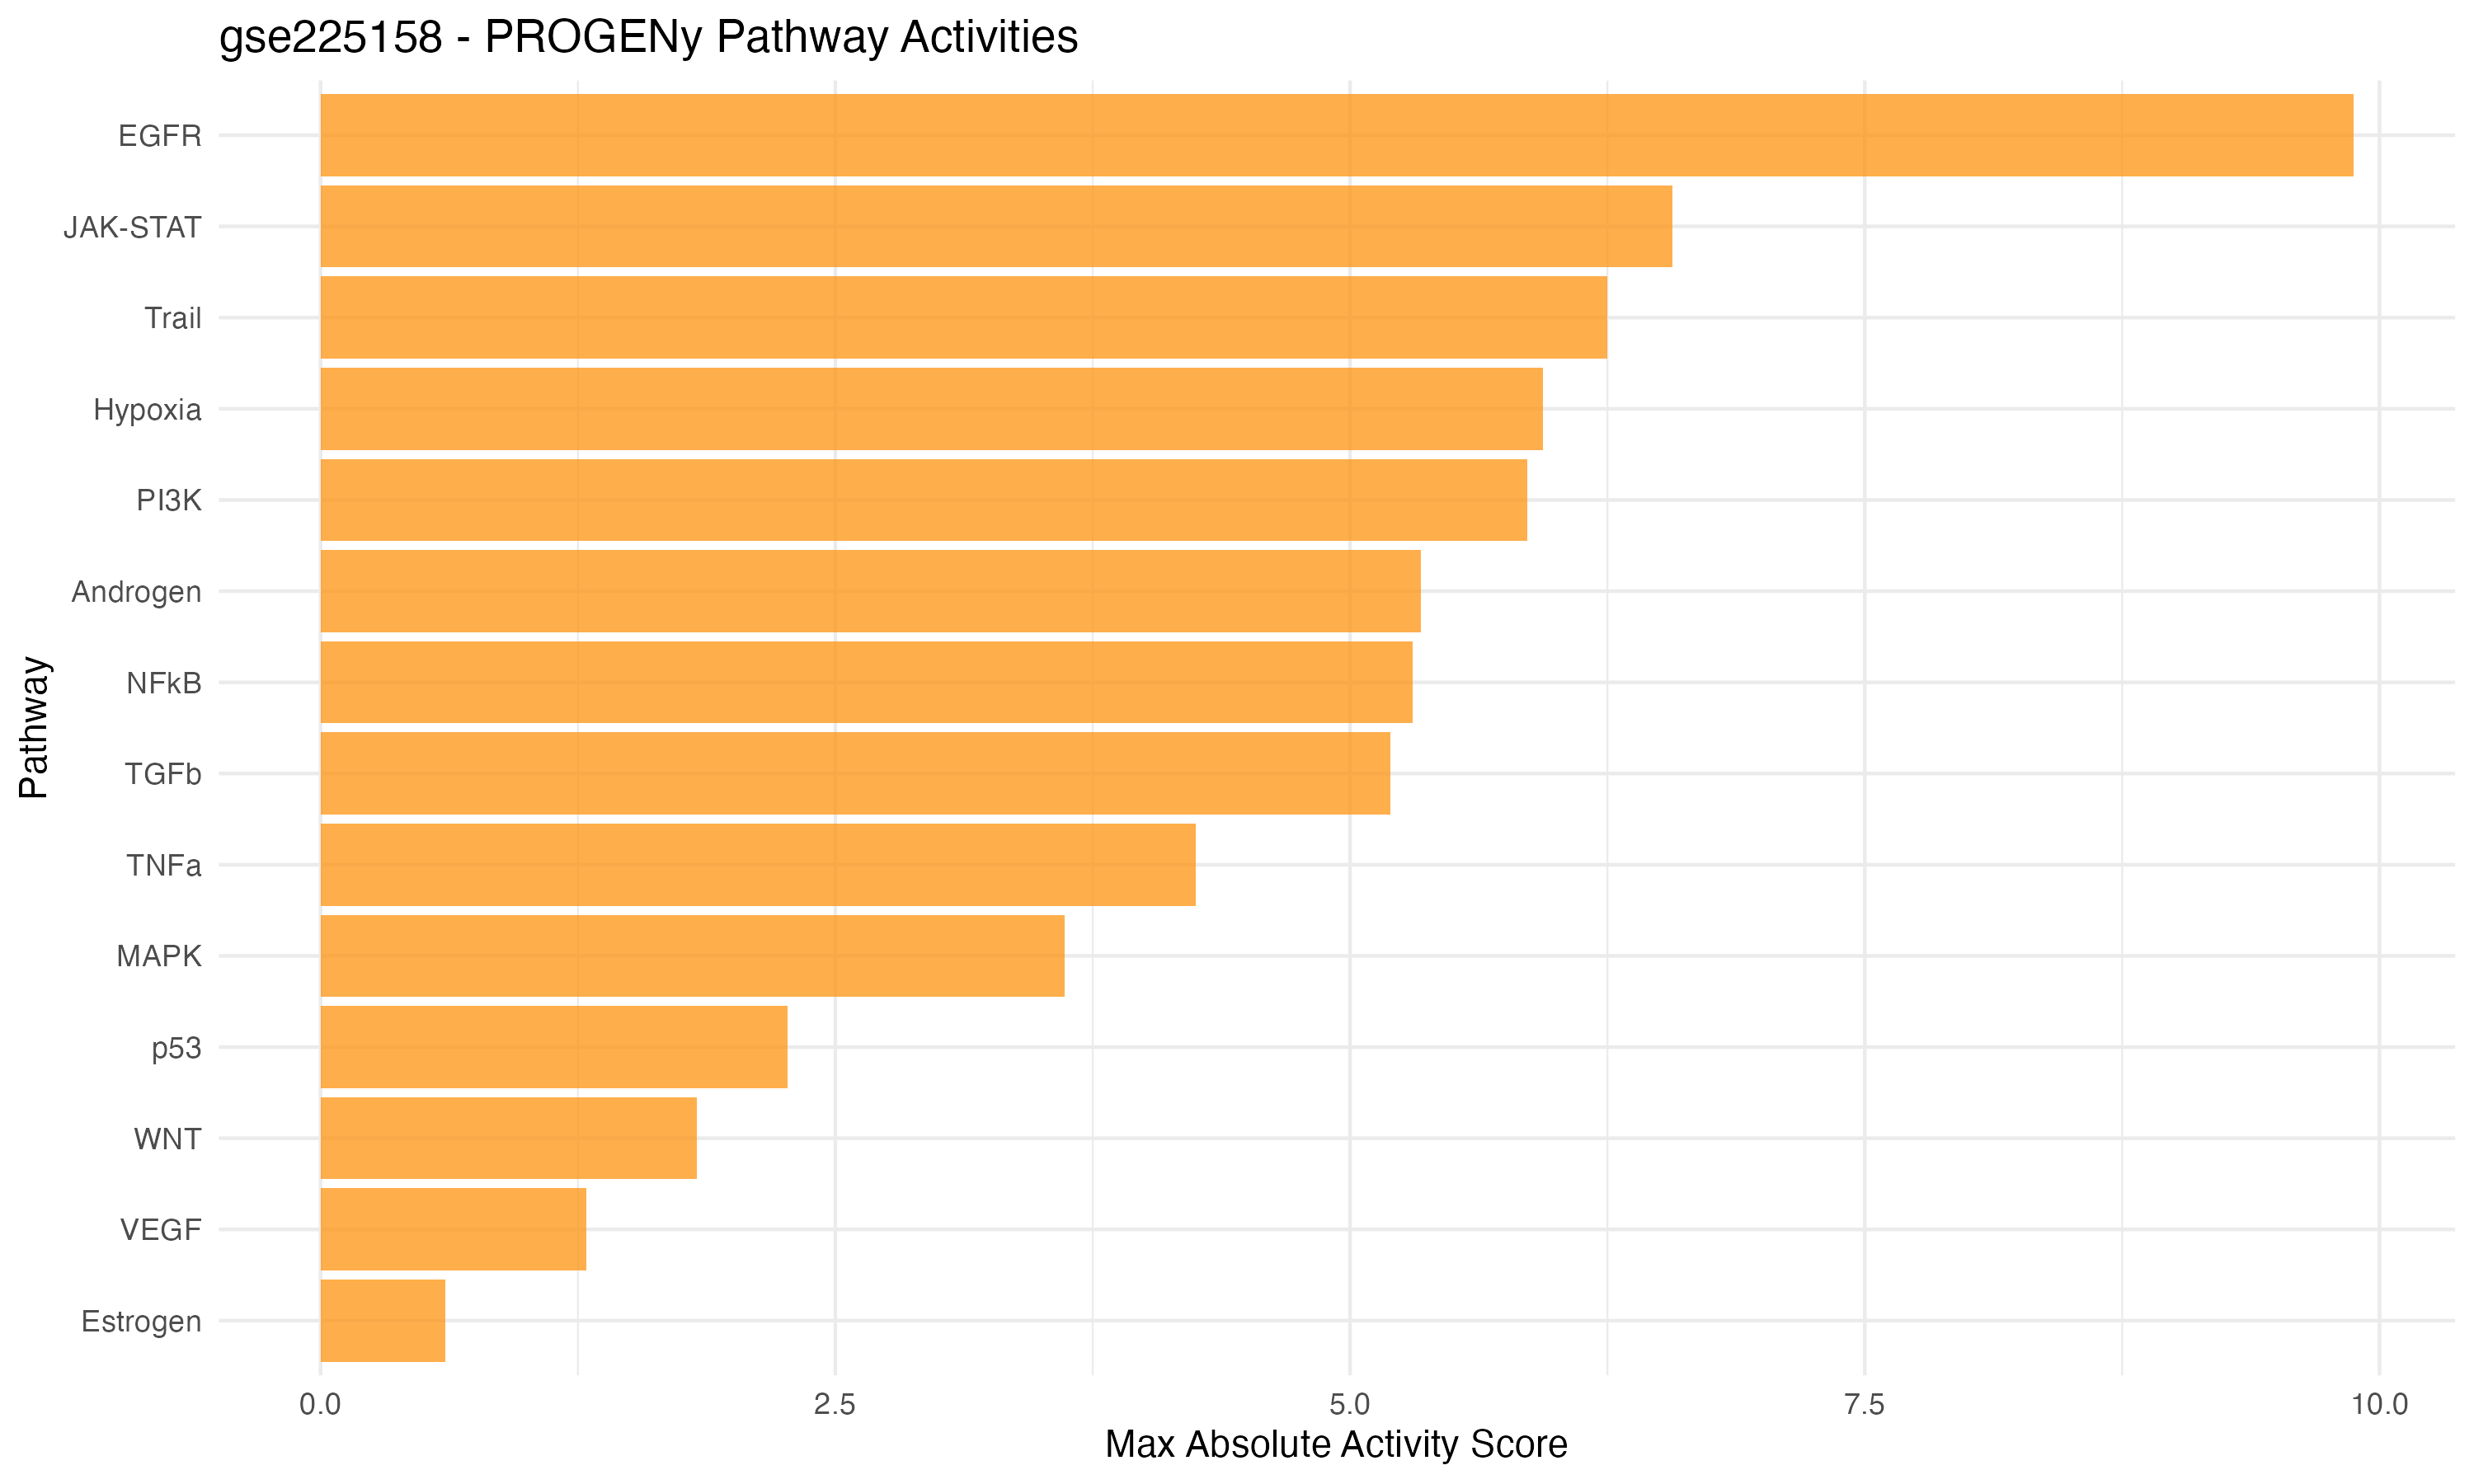 gse225158 - PROGENy Pathway Activities
Pathway
EGFR
JAK-STAT
Trail
Hypoxia
PI3K
Androgen
NFkB
TGFb
TNFa
MAPK
p53
WNT
VEGF
Estrogen
0.0 2.5 5.0 7.5 10.0
Max Absolute Activity Score